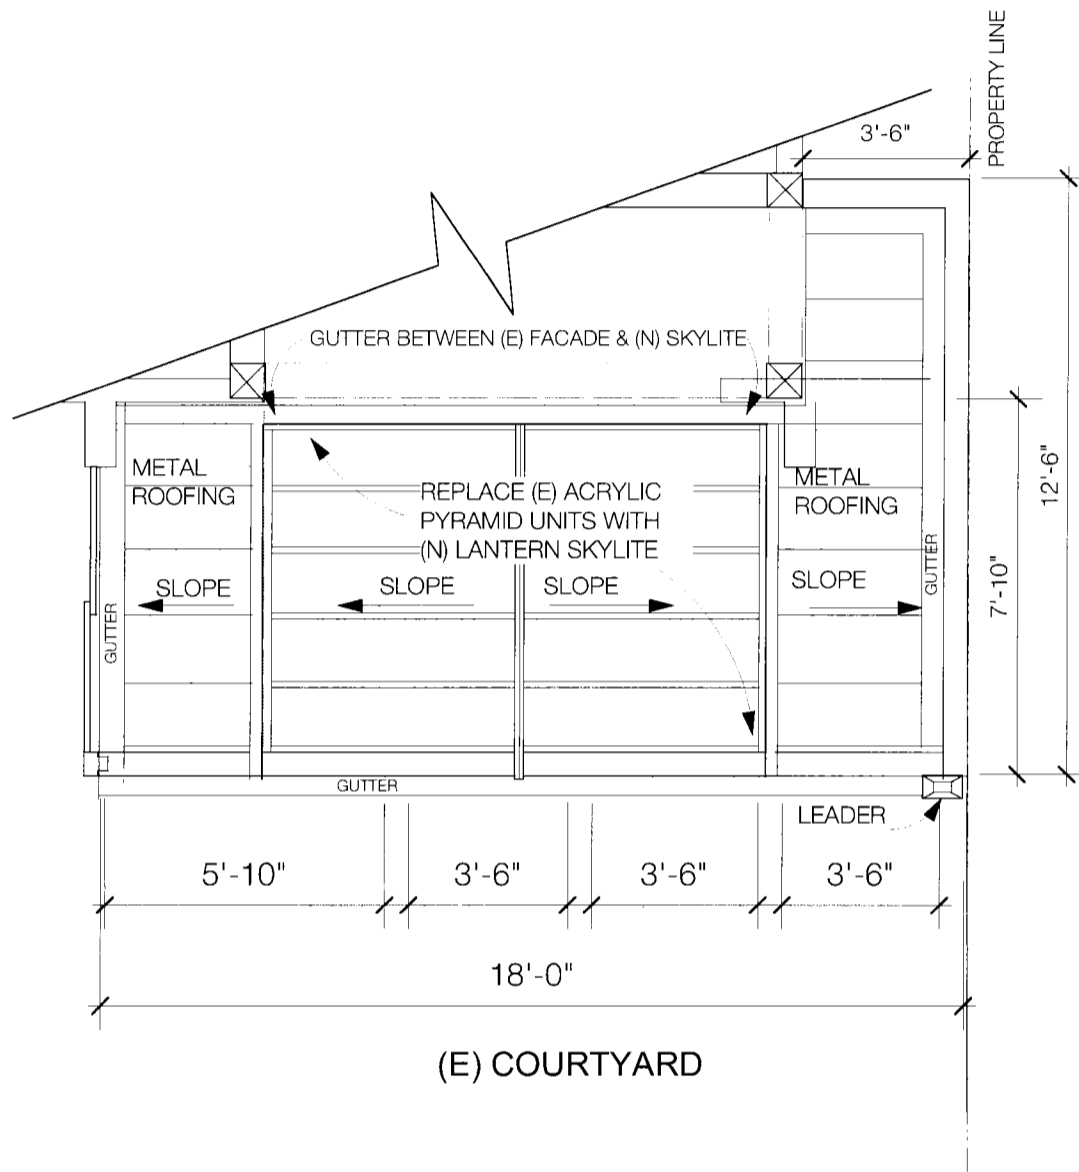 PROPERTY LINE
3'-6"
GUTTER BETWEEN (E) FACADE & (N) SKYLITE
METAL
ROOFING
REPLACE (E) ACRYLIC
PYRAMID UNITS WITH
(N) LANTERN SKYLITE
METAL
ROOFING
12'-6"
GUTTER
7'-10"
SLOPE
SLOPE
SLOPE
SLOPE
GUTTER
GUTTER
LEADER
5'-10"
3'-6"
3'-6"
3'-6"
18'-0"
(E) COURTYARD